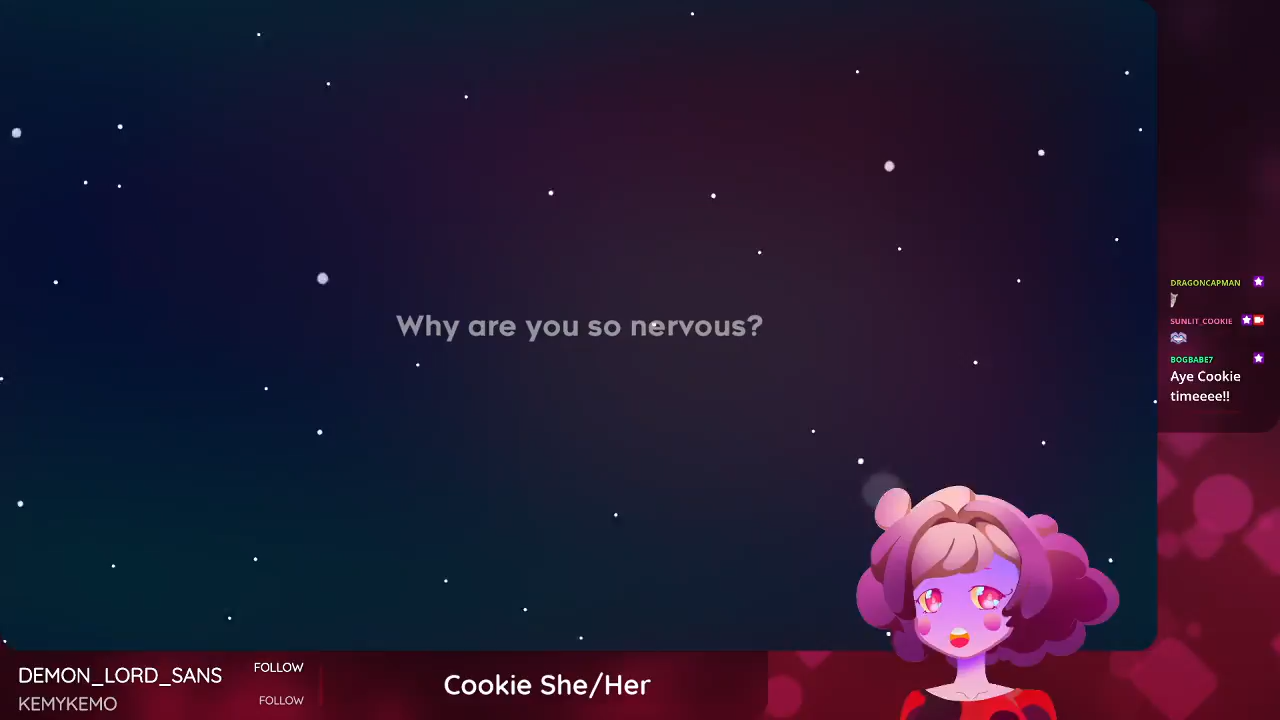 Why are you so nervous?
DRAGONCAPMAN
SUNLIT_COOKIE
BOGBABE7
Aye Cookie
timeeee!!
DEMON_LORD_SANS FOLLOW
KEMYKEMO FOLLOW
Cookie She/Her